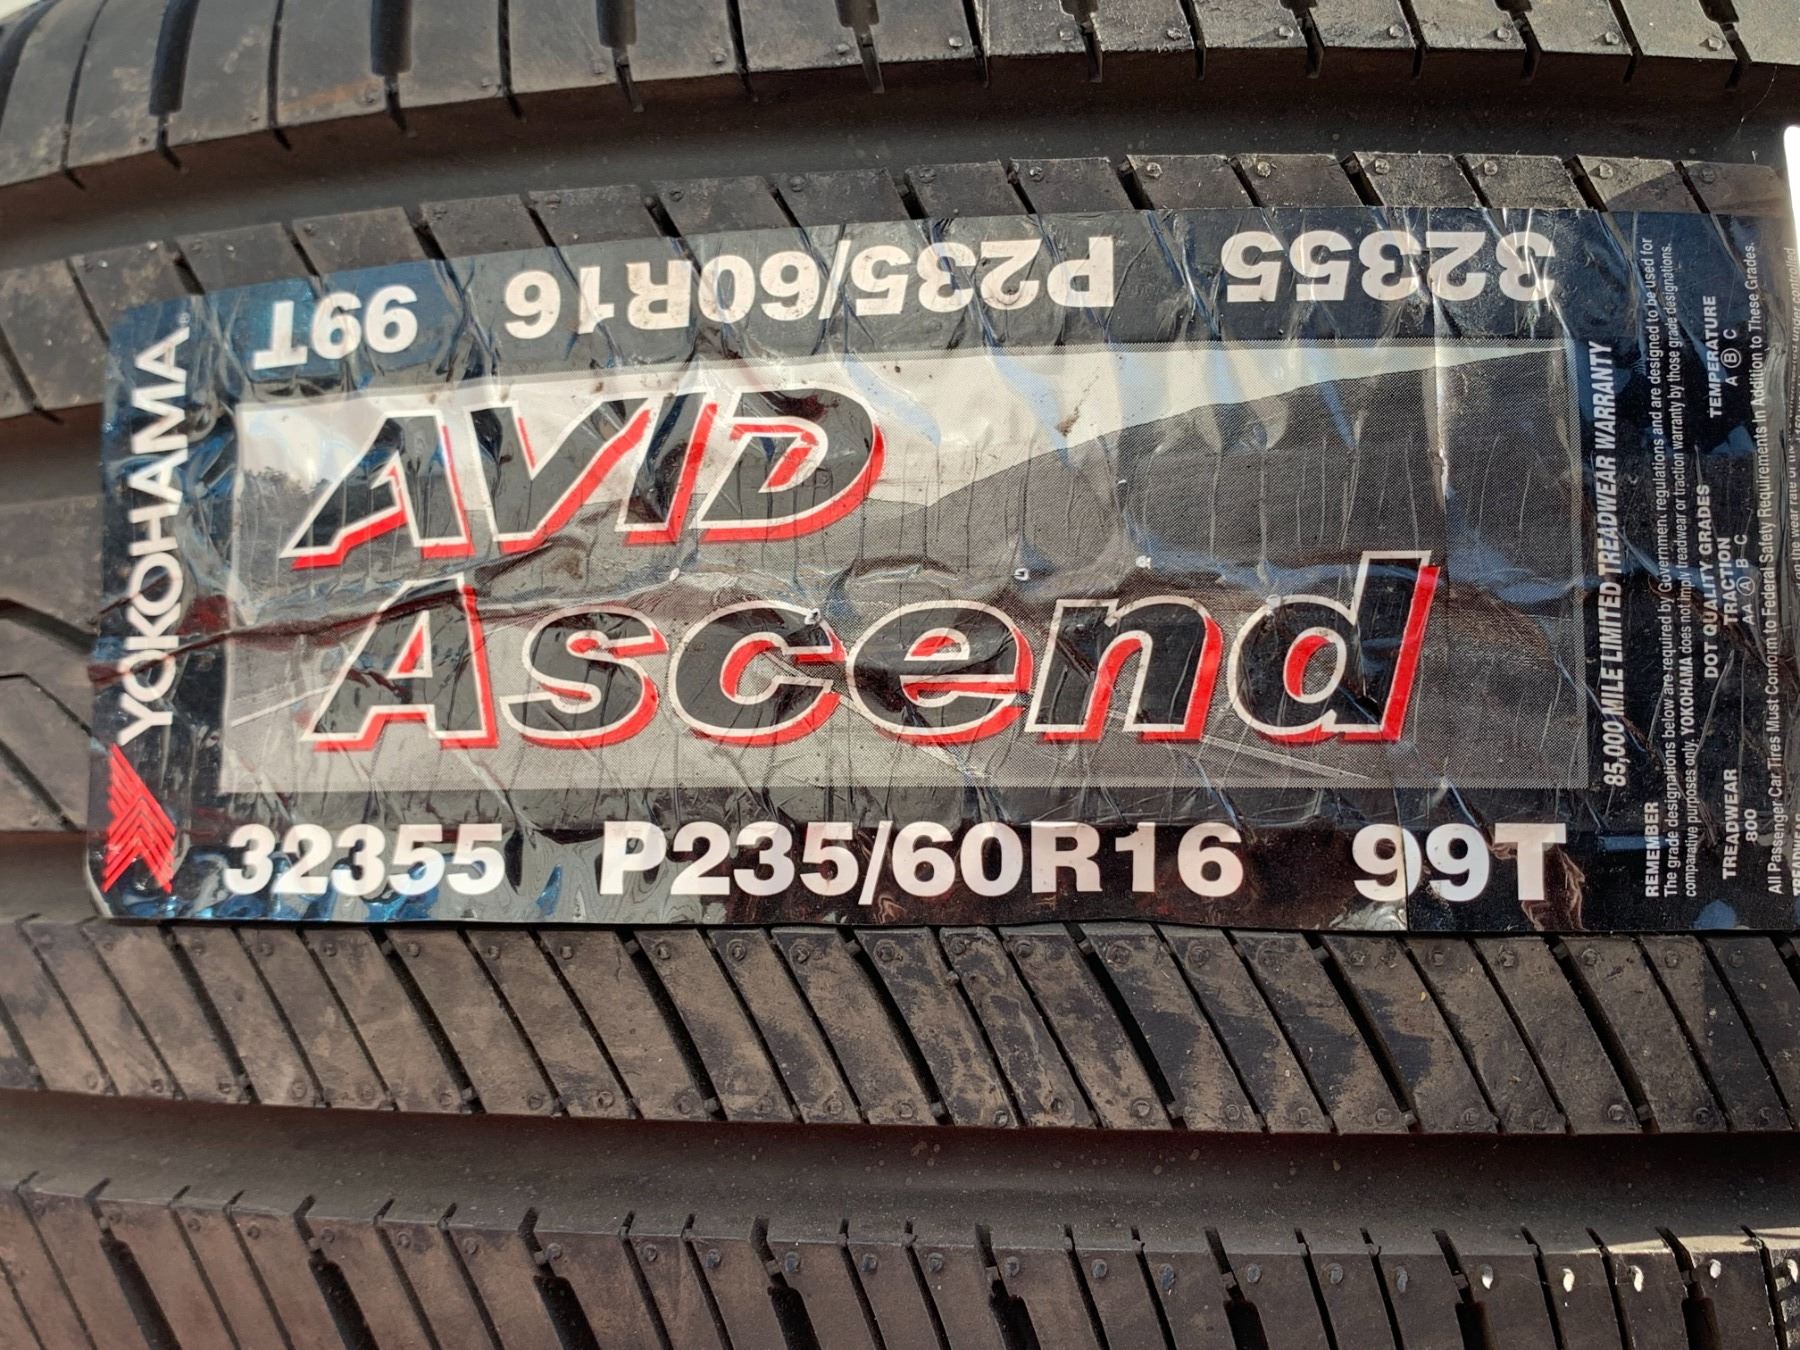 YOKOHAMA®
32355 P235/60R16 99T
AVID
Ascend
32355 P235/60R16 99T
85,000 MILE LIMITED TREADWEAR WARRANTY
REMEMBER
The grade designations below are required by Government regulations and are designed to be used for
comparative purposes only. YOKOHAMA does not imply treadwear or traction warranty by those grade designations.
DOT QUALITY GRADES
TREADWEAR TRACTION TEMPERATURE
800 AA A B C A B C
All Passenger Car Tires Must Conform to Federal Safety Requirements In Addition to These Grades.
TREADWEAR